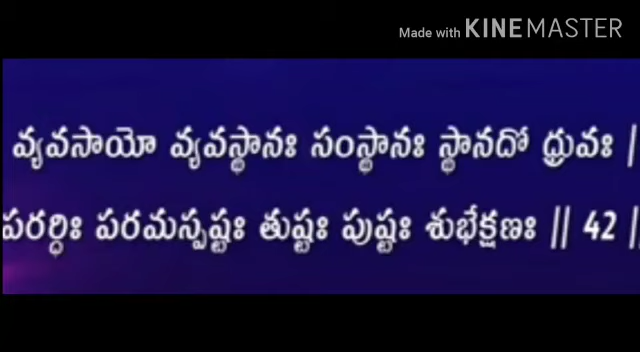 Made with KINEMASTER
వ్యవసాయో వ్యవస్థానః సంస్థానః స్థానదో ధ్రువః |
పరర్ధిః పరమస్పష్టః తుష్టః పుష్టః శుభేక్షణః || 42 ||